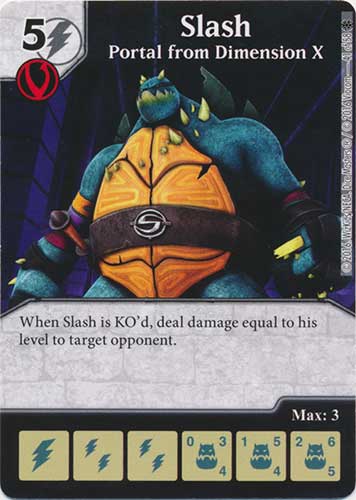 5
Slash
Portal from Dimension X
When Slash is KO’d, deal damage equal to his
level to target opponent.
Max: 3
0 3 1 5 2 6
4 4 5
© 2016